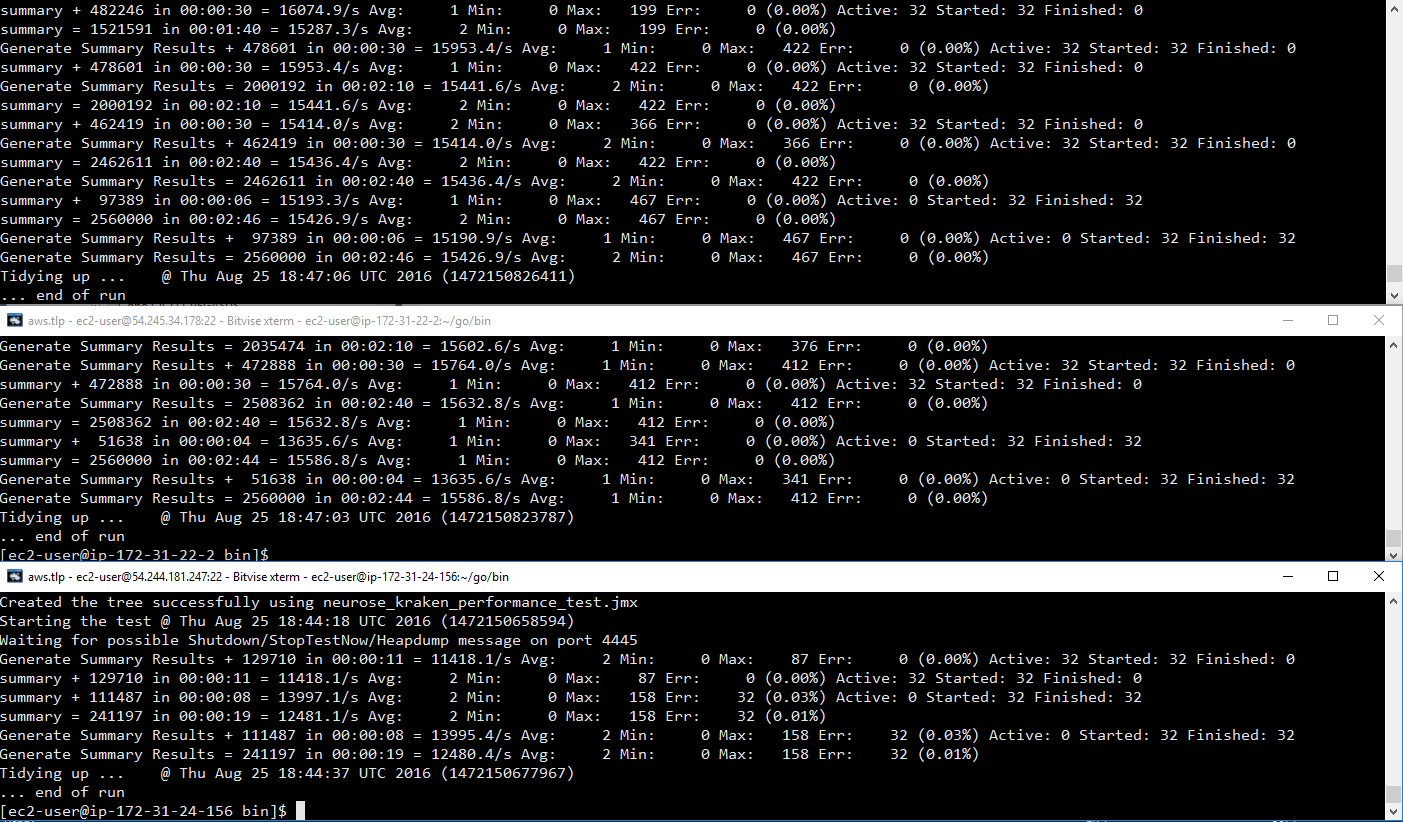 summary + 482246 in 00:00:30 = 16074.9/s Avg:     1 Min:     0 Max:   199 Err:     0 (0.00%) Active: 32 Started: 32 Finished: 0
summary = 1521591 in 00:01:40 = 15287.3/s Avg:     2 Min:     0 Max:   199 Err:     0 (0.00%)
Generate Summary Results + 478601 in 00:00:30 = 15953.4/s Avg:     1 Min:     0 Max:   422 Err:     0 (0.00%) Active: 32 Started: 32 Finished: 0
summary + 478601 in 00:00:30 = 15953.4/s Avg:     1 Min:     0 Max:   422 Err:     0 (0.00%) Active: 32 Started: 32 Finished: 0
Generate Summary Results = 2000192 in 00:02:10 = 15441.6/s Avg:     2 Min:     0 Max:   422 Err:     0 (0.00%)
summary = 2000192 in 00:02:10 = 15441.6/s Avg:     2 Min:     0 Max:   422 Err:     0 (0.00%)
summary + 462419 in 00:00:30 = 15414.0/s Avg:     2 Min:     0 Max:   366 Err:     0 (0.00%) Active: 32 Started: 32 Finished: 0
Generate Summary Results + 462419 in 00:00:30 = 15414.0/s Avg:     2 Min:     0 Max:   366 Err:     0 (0.00%) Active: 32 Started: 32 Finished: 0
summary = 2462611 in 00:02:40 = 15436.4/s Avg:     2 Min:     0 Max:   422 Err:     0 (0.00%)
Generate Summary Results = 2462611 in 00:02:40 = 15436.4/s Avg:     2 Min:     0 Max:   422 Err:     0 (0.00%)
summary +  97389 in 00:00:06 = 15193.3/s Avg:     1 Min:     0 Max:   467 Err:     0 (0.00%) Active: 0 Started: 32 Finished: 32
summary = 2560000 in 00:02:46 = 15426.9/s Avg:     2 Min:     0 Max:   467 Err:     0 (0.00%)
Generate Summary Results +  97389 in 00:00:06 = 15190.9/s Avg:     1 Min:     0 Max:   467 Err:     0 (0.00%) Active: 0 Started: 32 Finished: 32
Generate Summary Results = 2560000 in 00:02:46 = 15426.9/s Avg:     2 Min:     0 Max:   467 Err:     0 (0.00%)
Tidying up ...    @ Thu Aug 25 18:47:06 UTC 2016 (1472150826411)
... end of run
aws.tlp - ec2-user@54.245.34.178:22 - Bitvise xterm - ec2-user@ip-172-31-22-2:~/go/bin
Generate Summary Results = 2035474 in 00:02:10 = 15602.6/s Avg:     1 Min:     0 Max:   376 Err:     0 (0.00%)
Generate Summary Results + 472888 in 00:00:30 = 15764.0/s Avg:     1 Min:     0 Max:   412 Err:     0 (0.00%) Active: 32 Started: 32 Finished: 0
summary + 472888 in 00:00:30 = 15764.0/s Avg:     1 Min:     0 Max:   412 Err:     0 (0.00%) Active: 32 Started: 32 Finished: 0
Generate Summary Results = 2508362 in 00:02:40 = 15632.8/s Avg:     1 Min:     0 Max:   412 Err:     0 (0.00%)
summary = 2508362 in 00:02:40 = 15632.8/s Avg:     1 Min:     0 Max:   412 Err:     0 (0.00%)
summary +  51638 in 00:00:04 = 13635.6/s Avg:     1 Min:     0 Max:   341 Err:     0 (0.00%) Active: 0 Started: 32 Finished: 32
summary = 2560000 in 00:02:44 = 15586.8/s Avg:     1 Min:     0 Max:   412 Err:     0 (0.00%)
Generate Summary Results +  51638 in 00:00:04 = 13635.6/s Avg:     1 Min:     0 Max:   341 Err:     0 (0.00%) Active: 0 Started: 32 Finished: 32
Generate Summary Results = 2560000 in 00:02:44 = 15586.8/s Avg:     1 Min:     0 Max:   412 Err:     0 (0.00%)
Tidying up ...    @ Thu Aug 25 18:47:03 UTC 2016 (1472150823787)
... end of run
[ec2-user@ip-172-31-22-2 bin]$
aws.tlp - ec2-user@54.244.181.247:22 - Bitvise xterm - ec2-user@ip-172-31-24-156:~/go/bin
Created the tree successfully using neurose_kraken_performance_test.jmx
Starting the test @ Thu Aug 25 18:44:18 UTC 2016 (1472150658594)
Waiting for possible Shutdown/StopTestNow/Heapdump message on port 4445
Generate Summary Results + 129710 in 00:00:11 = 11418.1/s Avg:     2 Min:     0 Max:    87 Err:     0 (0.00%) Active: 32 Started: 32 Finished: 0
summary + 129710 in 00:00:11 = 11418.1/s Avg:     2 Min:     0 Max:    87 Err:     0 (0.00%) Active: 32 Started: 32 Finished: 0
summary + 111487 in 00:00:08 = 13997.1/s Avg:     2 Min:     0 Max:   158 Err:    32 (0.03%) Active: 0 Started: 32 Finished: 32
summary = 241197 in 00:00:19 = 12481.1/s Avg:     2 Min:     0 Max:   158 Err:    32 (0.01%)
Generate Summary Results + 111487 in 00:00:08 = 13995.4/s Avg:     2 Min:     0 Max:   158 Err:    32 (0.03%) Active: 0 Started: 32 Finished: 32
Generate Summary Results = 241197 in 00:00:19 = 12480.4/s Avg:     2 Min:     0 Max:   158 Err:    32 (0.01%)
Tidying up ...    @ Thu Aug 25 18:44:37 UTC 2016 (1472150677967)
... end of run
[ec2-user@ip-172-31-24-156 bin]$